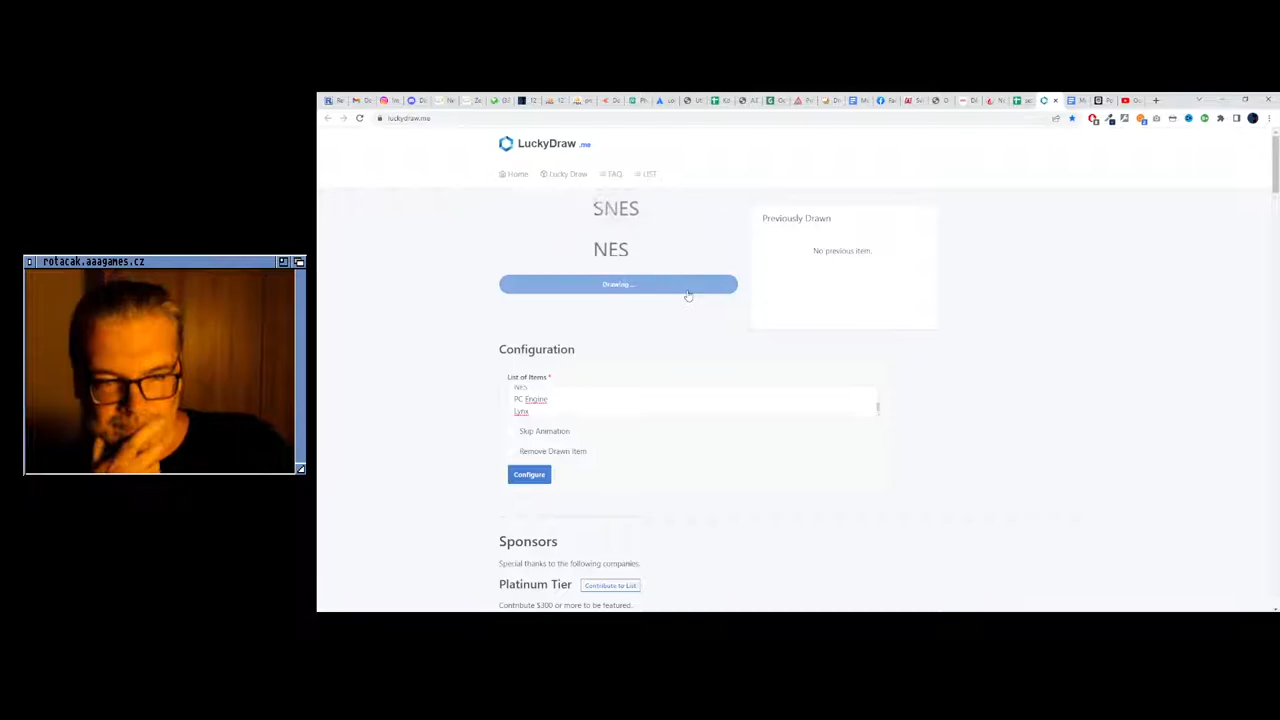 rotacak.aaagames.cz
luckydraw.me
LuckyDraw .me
Home
Lucky Draw
FAQ
LIST
SNES
NES
Drawing ...
Previously Drawn
No previous item.
Configuration
List of Items *
NES
PC Engine
Lynx
Skip Animation
Remove Drawn Item
Configure
Sponsors
Special thanks to the following companies.
Platinum Tier
Contribute to List
Contribute $300 or more to be featured.